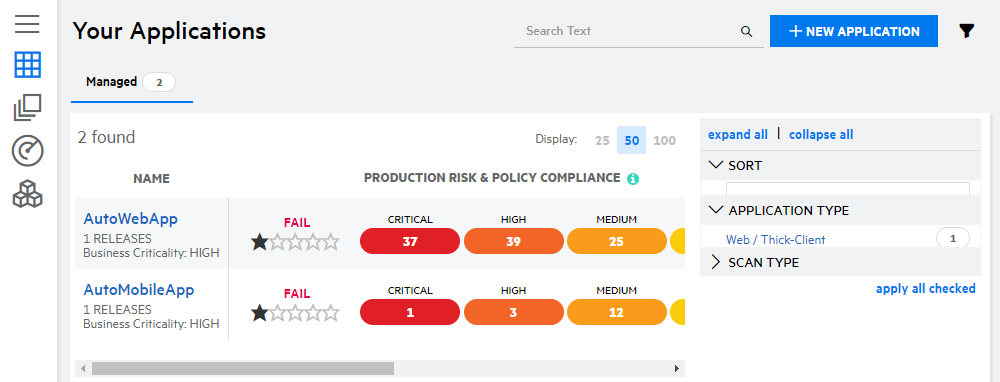 Your Applications
Search Text
+ NEW APPLICATION
Managed 2
2 found
Display: 25 50 100
NAME
PRODUCTION RISK & POLICY COMPLIANCE
AutoWebApp
1 RELEASES
Business Criticality: HIGH
FAIL
CRITICAL
37
HIGH
39
MEDIUM
25
AutoMobileApp
1 RELEASES
Business Criticality: HIGH
FAIL
CRITICAL
1
HIGH
3
MEDIUM
12
expand all | collapse all
SORT
APPLICATION TYPE
Web / Thick-Client 1
SCAN TYPE
apply all checked